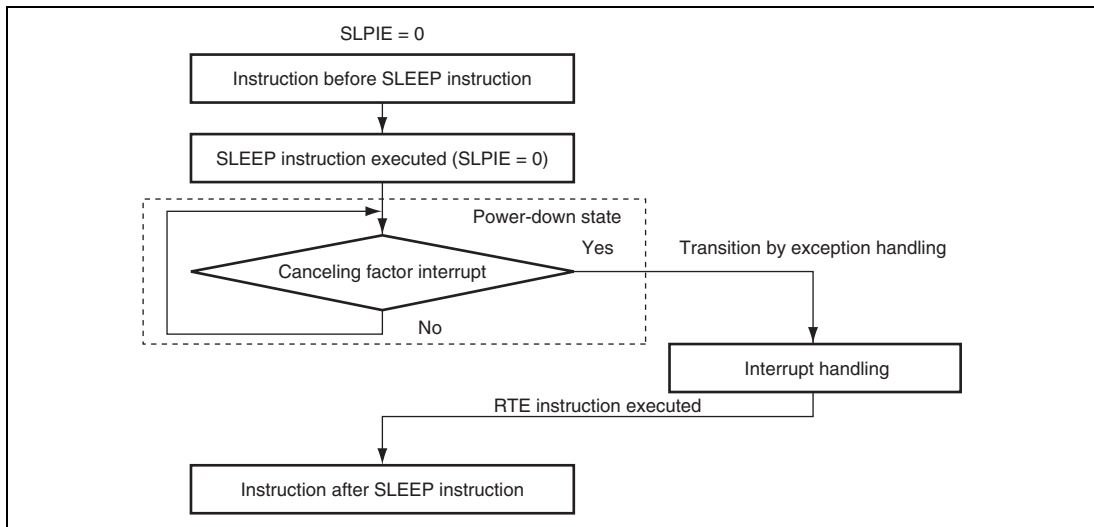 SLPIE = 0
Instruction before SLEEP instruction
SLEEP instruction executed (SLPIE = 0)
Power-down state
Yes
Transition by exception handling
Canceling factor interrupt
No
Interrupt handling
RTE instruction executed
Instruction after SLEEP instruction